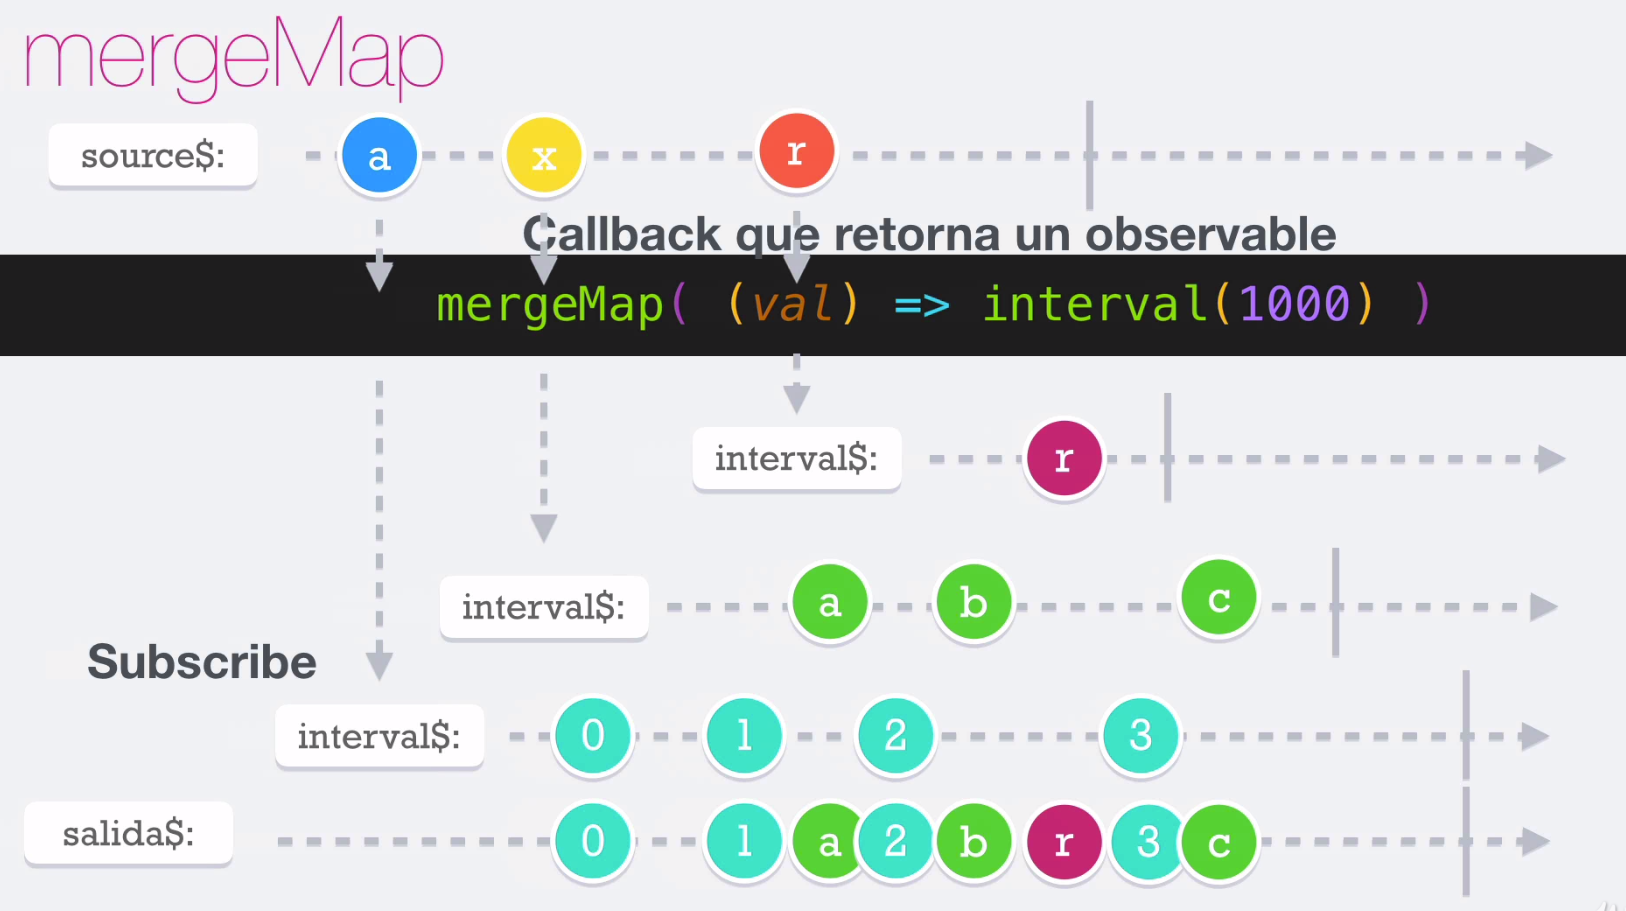 mergeMap
source$: a x r
Callback que retorna un observable
mergeMap( (val) => interval(1000) )
interval$: r
interval$: a b c
Subscribe
interval$: 0 1 2 3
salida$: 0 1 a 2 b r 3 c